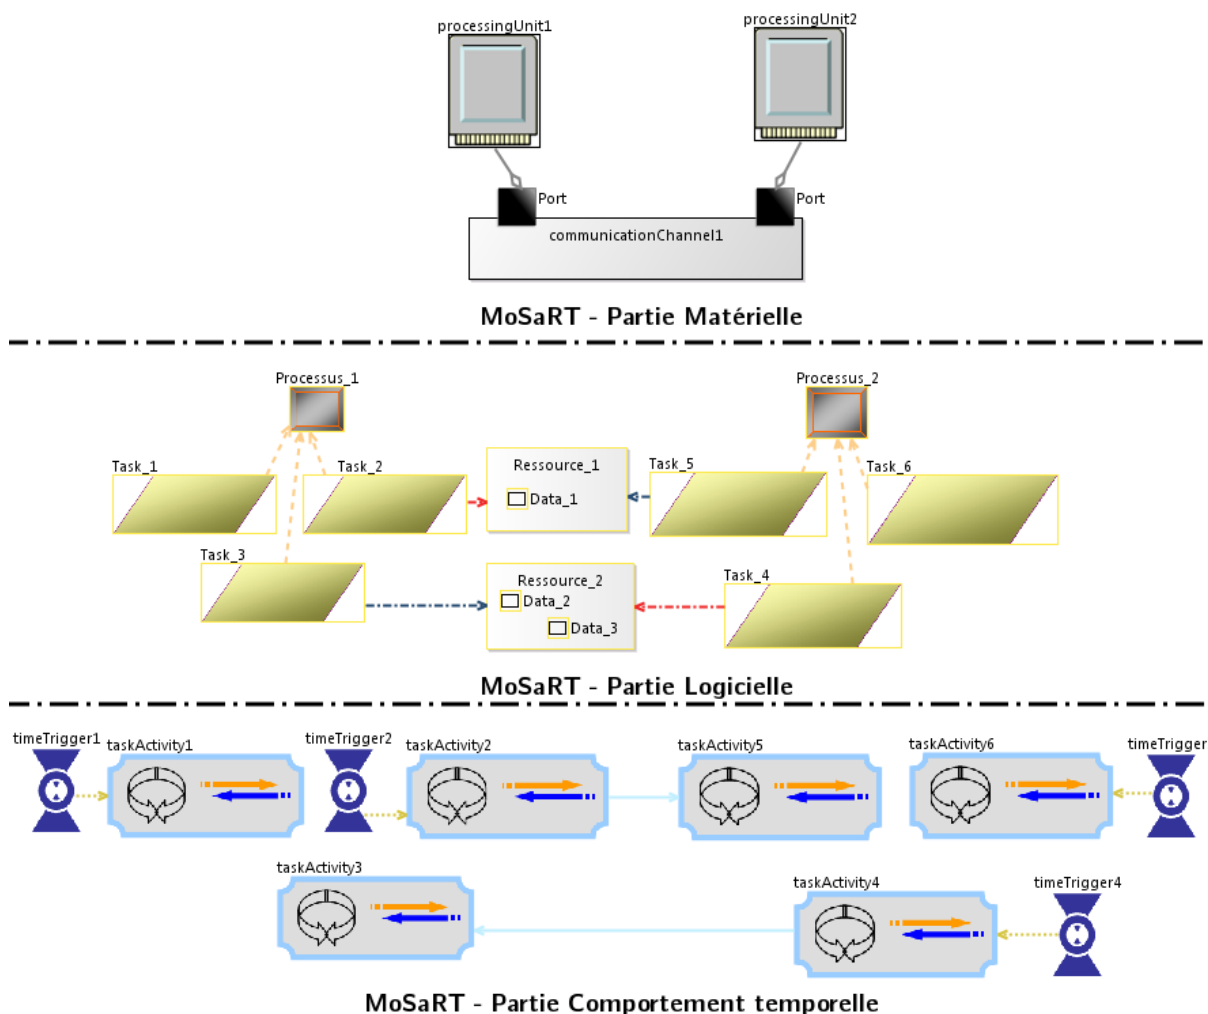 processingUnit1
processingUnit2
Port
Port
communicationChannel1
MoSaRT - Partie Matérielle
Processus_1
Processus_2
Task_1
Task_2
Ressource_1
Data_1
Task_5
Task_6
Task_3
Ressource_2
Data_2
Data_3
Task_4
MoSaRT - Partie Logicielle
timeTrigger1
taskActivity1
timeTrigger2
taskActivity2
taskActivity5
taskActivity6
timeTrigger
taskActivity3
taskActivity4
timeTrigger4
MoSaRT - Partie Comportement temporelle